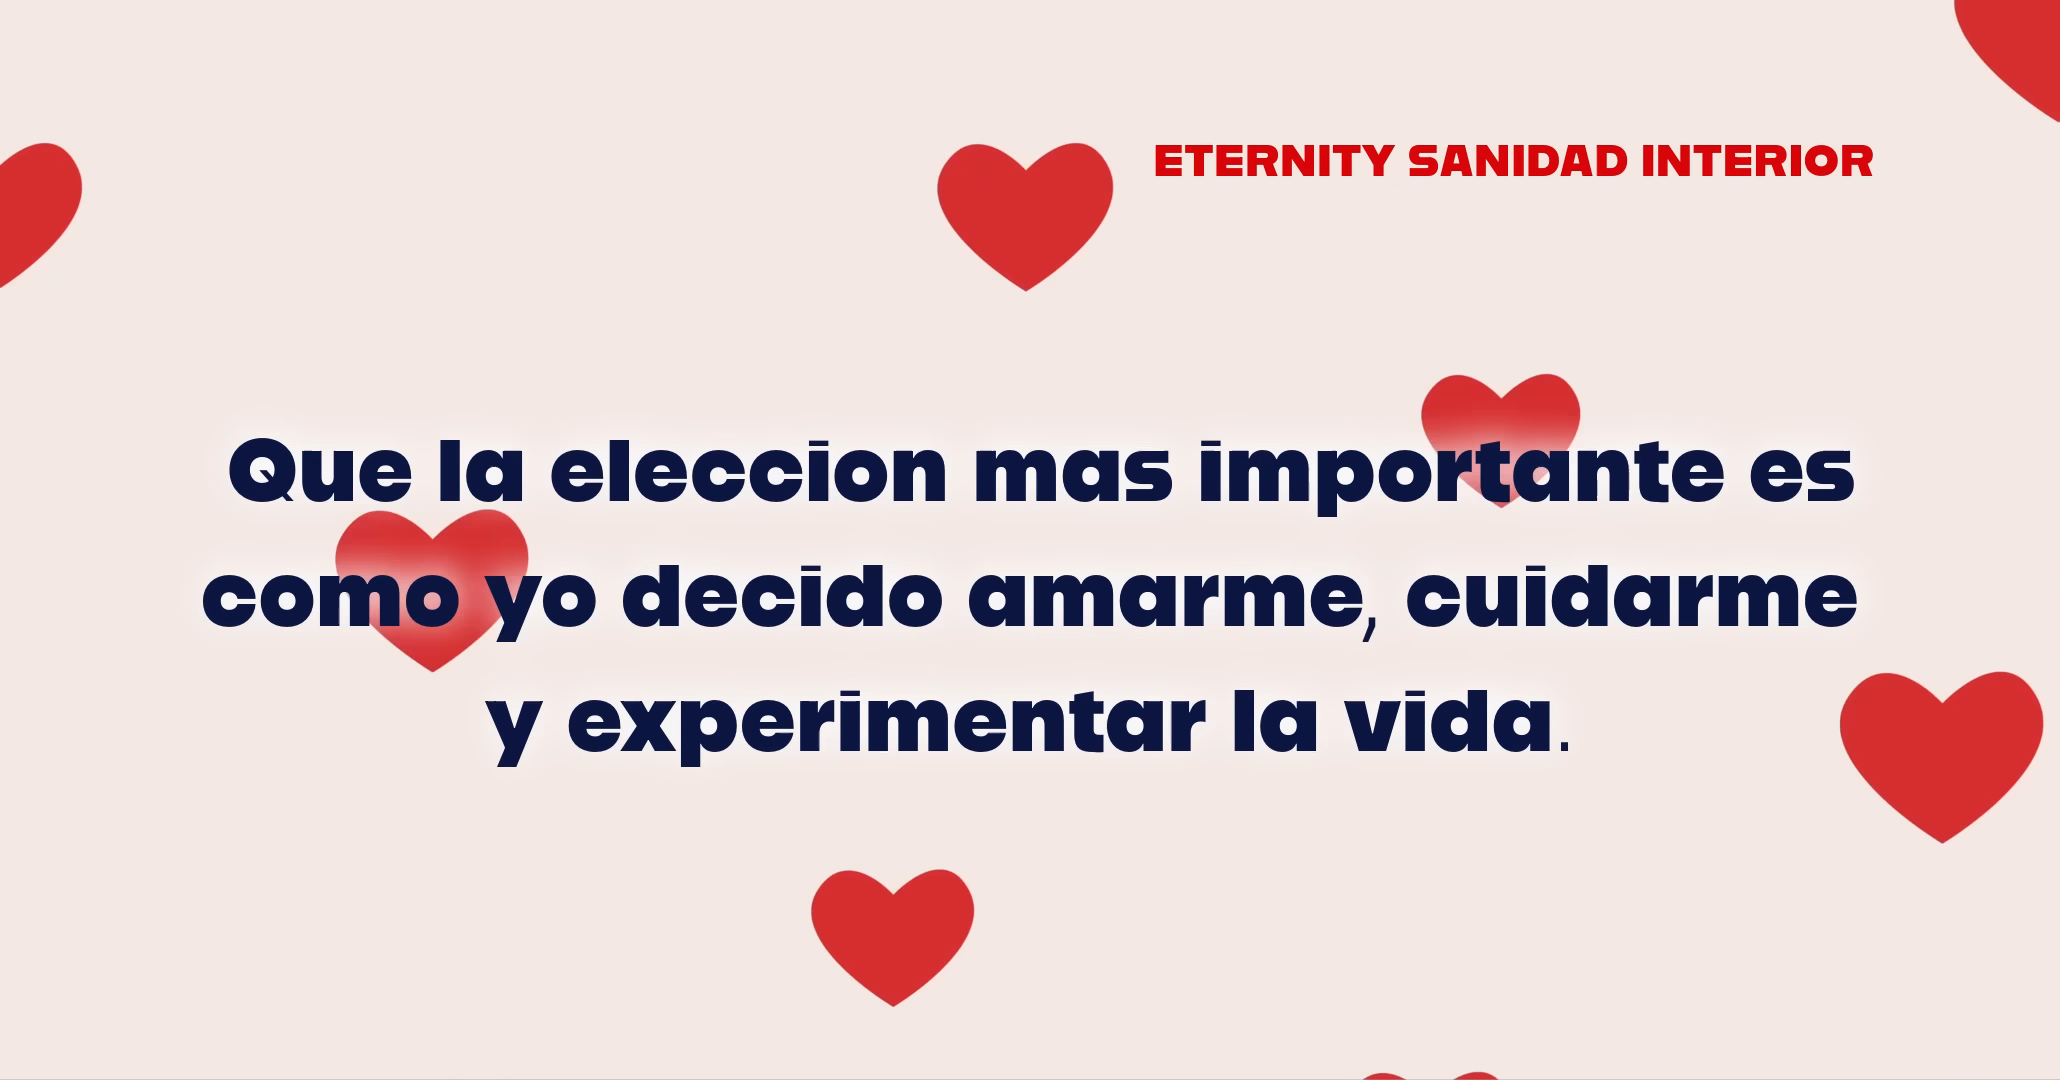 ETERNITY SANIDAD INTERIOR
Que la eleccion mas importante es
como yo decido amarme, cuidarme
y experimentar la vida.